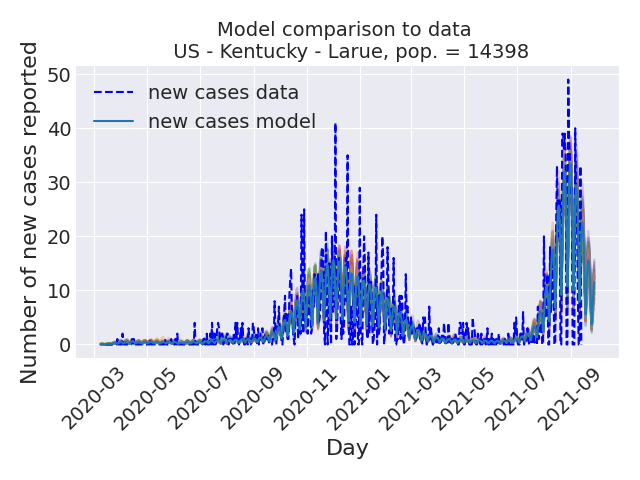 Model comparison to data
US - Kentucky - Larue, pop. = 14398
Number of new cases reported
50
40
30
20
10
0
new cases data
new cases model
2020-03
2020-05
2020-07
2020-09
2020-11
2021-01
2021-03
2021-05
2021-07
2021-09
Day